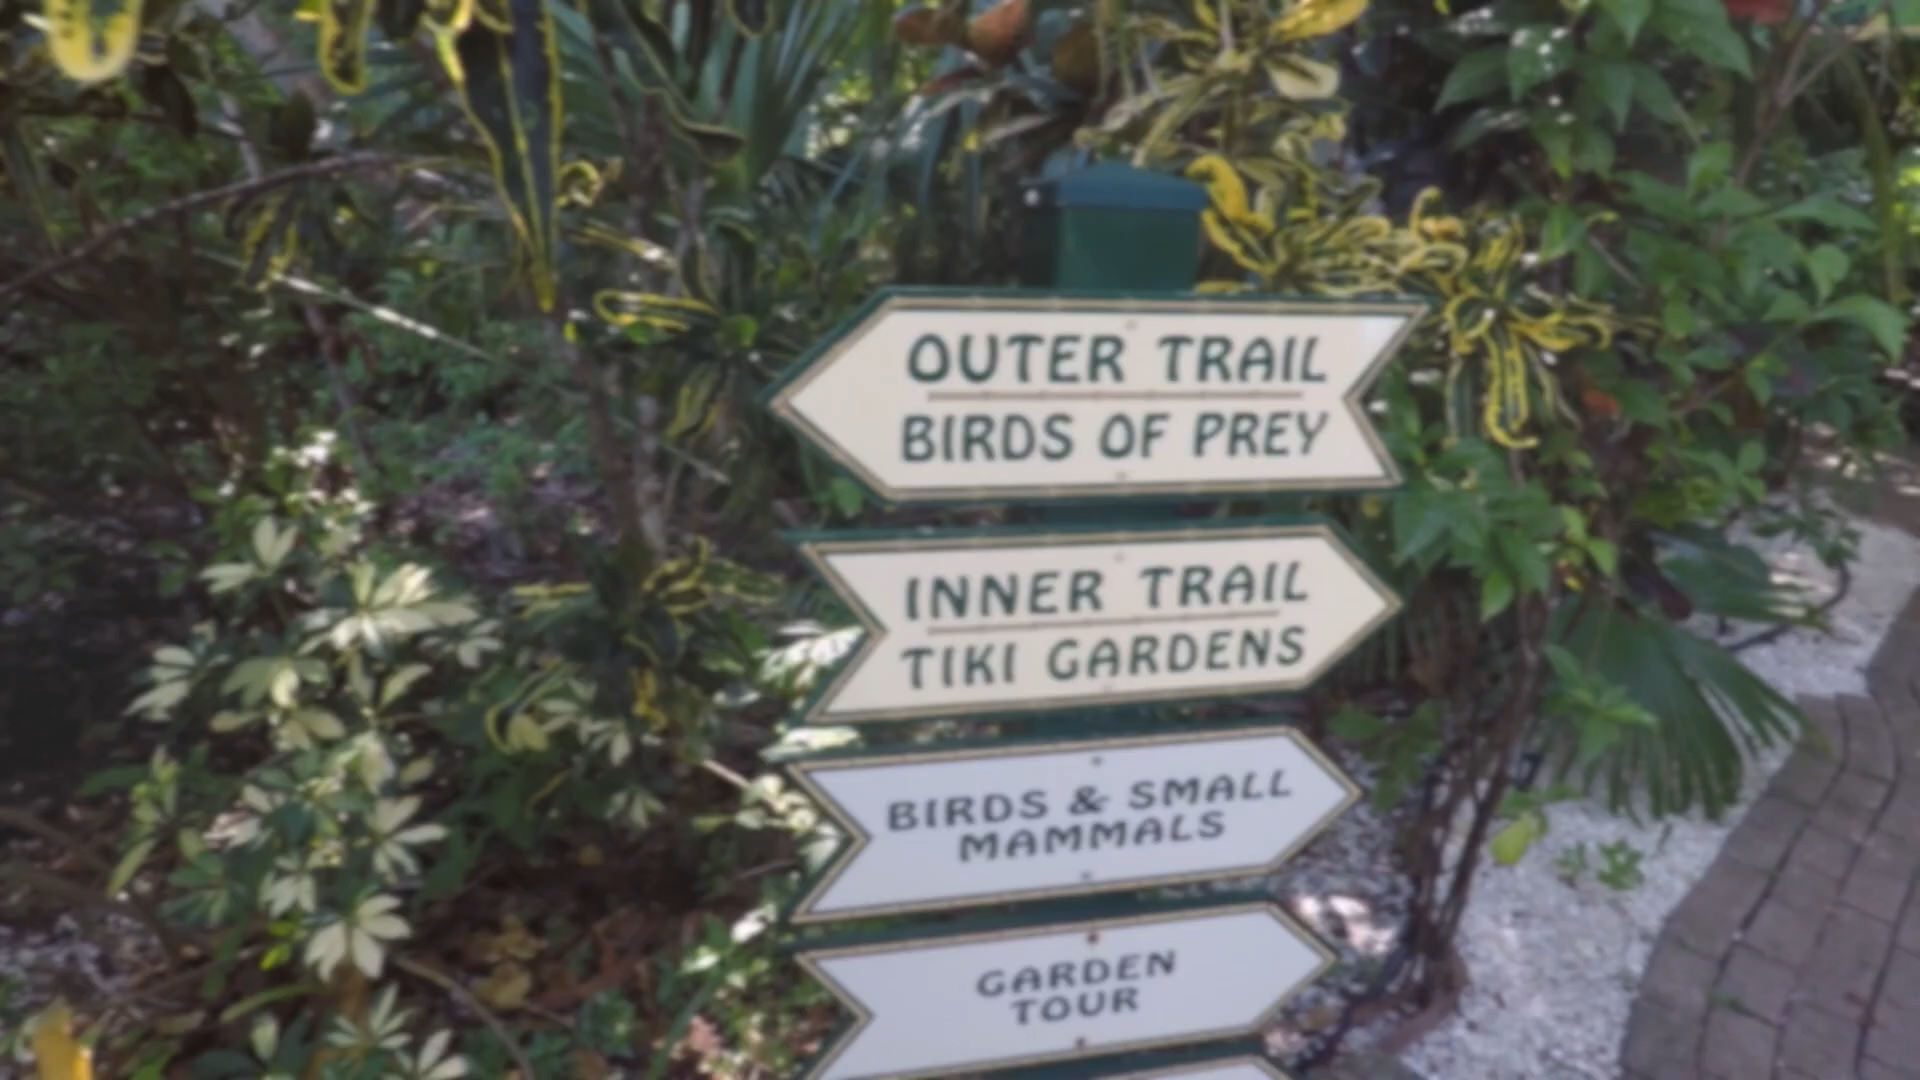 OUTER TRAIL
BIRDS OF PREY
INNER TRAIL
TIKI GARDENS
BIRDS & SMALL
MAMMALS
GARDEN
TOUR